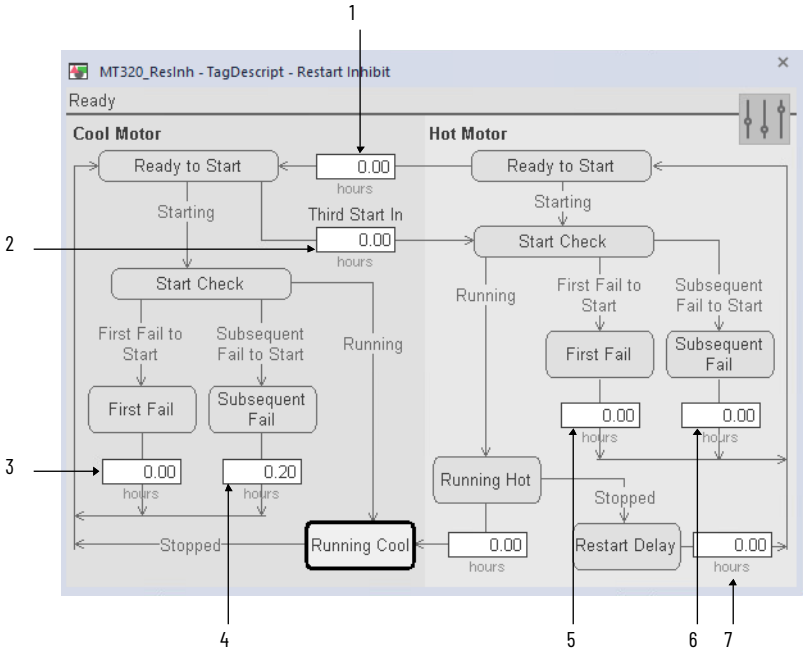 1
MT320_ResInh - TagDescript - Restart Inhibit
Ready
Cool Motor
Hot Motor
Ready to Start
0.00
hours
Ready to Start
Starting
Third Start In
Starting
2
0.00
hours
Start Check
Start Check
First Fail to
Start
Subsequent
Fail to Start
Running
Running
First Fail to
Start
Subsequent
Fail to Start
First Fail
Subsequent
Fail
First Fail
Subsequent
Fail
0.00
hours
0.00
hours
3
0.00
hours
0.20
hours
Running Hot
Stopped
Stopped
Running Cool
0.00
hours
Restart Delay
0.00
hours
4
5
6
7